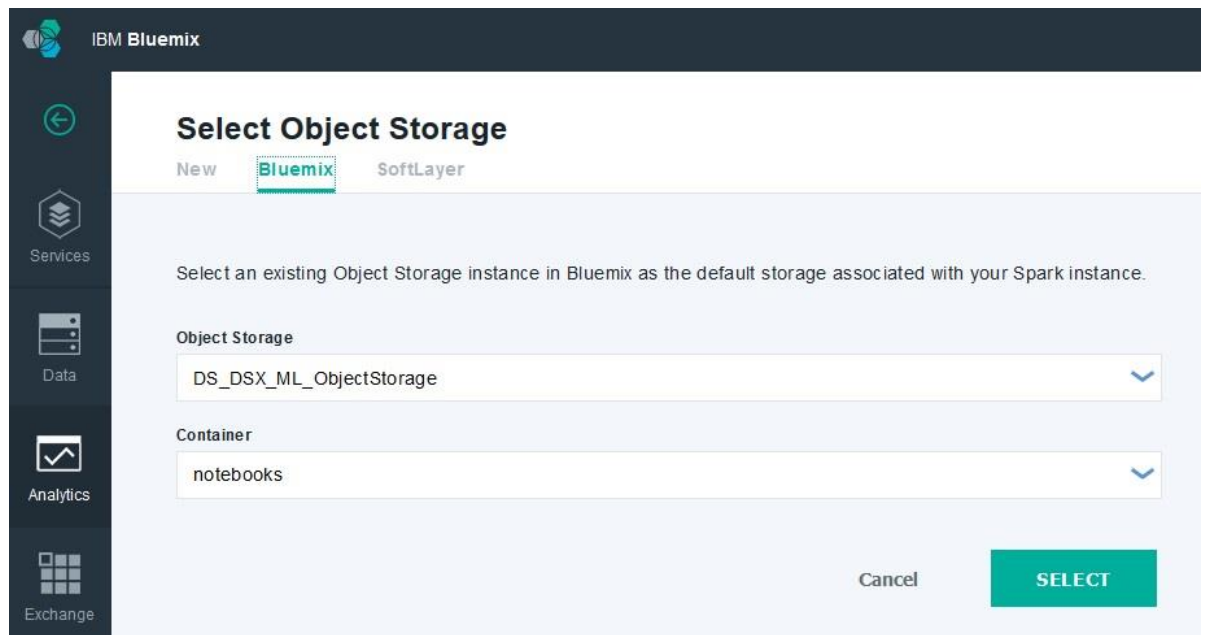 IBM Bluemix
Select Object Storage
New Bluemix SoftLayer
Services
Select an existing Object Storage instance in Bluemix as the default storage associated with your Spark instance.
Object Storage
Data
DS_DSX_ML_ObjectStorage
Container
notebooks
Analytics
Cancel SELECT
Exchange